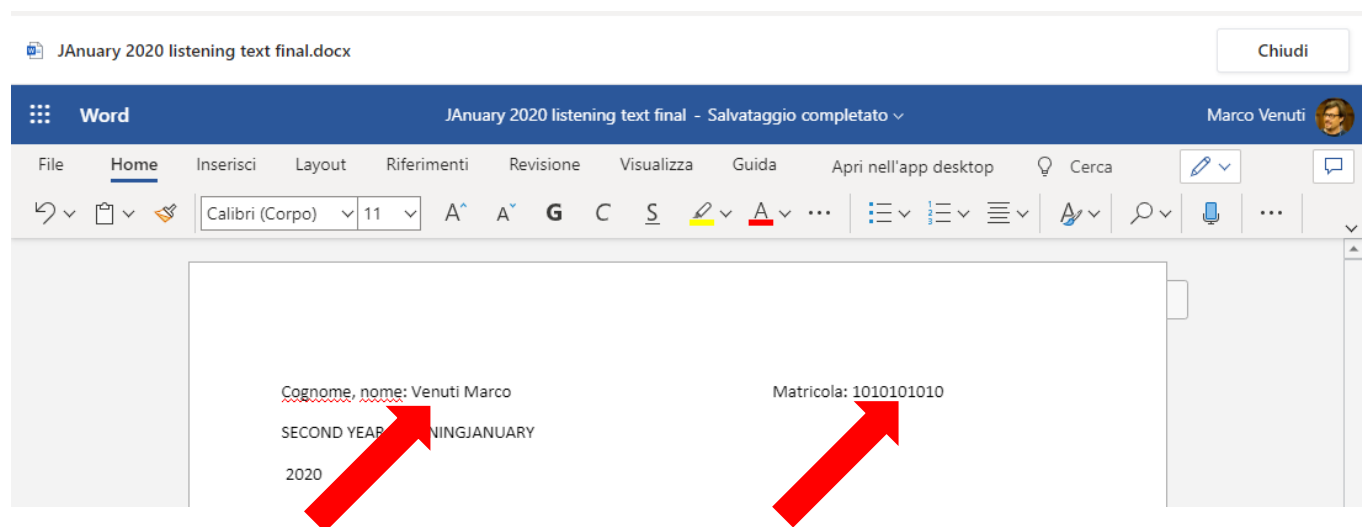 JAnuary 2020 listening text final.docx Chiudi
Word JAnuary 2020 listening text final - Salvataggio completato Marco Venuti
File Home Inserisci Layout Riferimenti Revisione Visualizza Guida Apri nell'app desktop Cerca
Calibri (Corpo) 11 A A G C S A
Cognome, nome: Venuti Marco Matricola: 1010101010
SECOND NINGJANUARY
2020